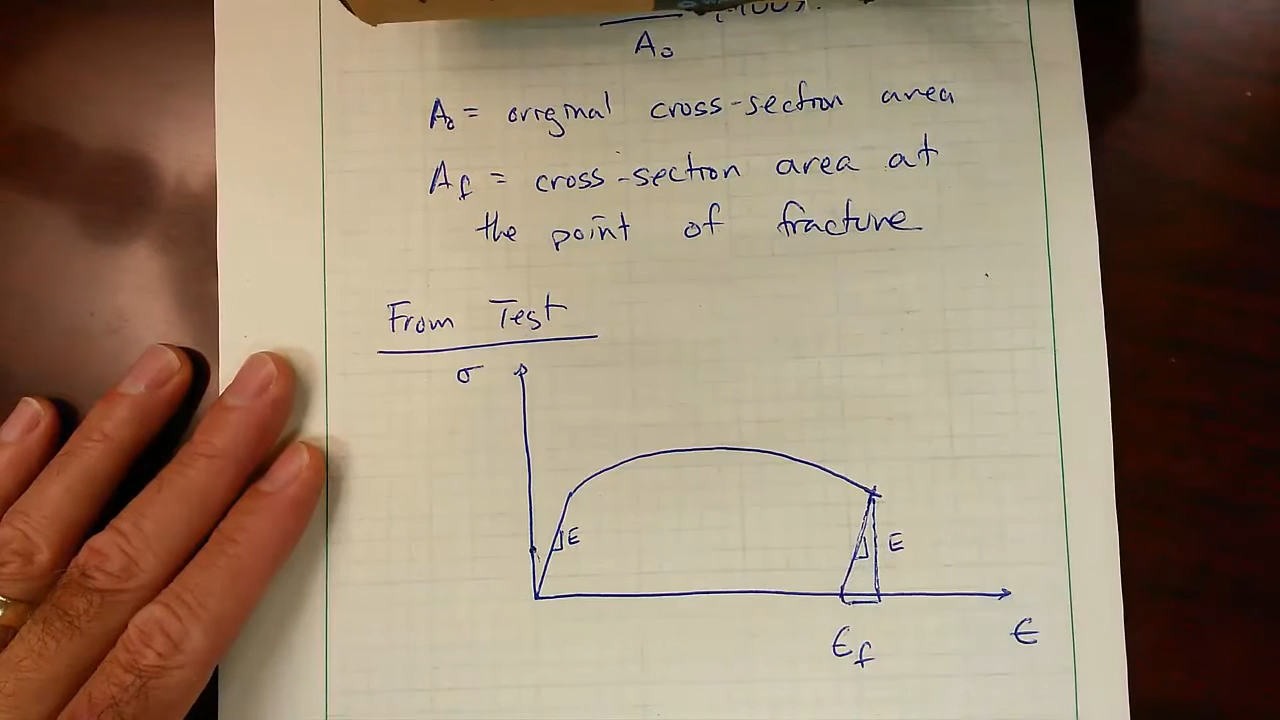 A₀
A₀ = original cross-section area
A_f = cross-section area at
the point of fracture
From Test
σ
E
E
ϵ_f
ϵ